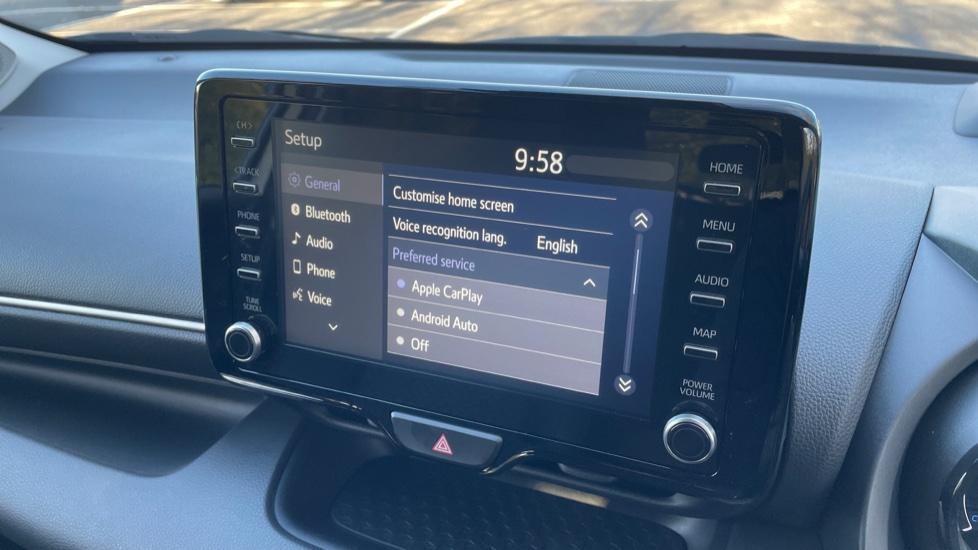 CH>
<TRACK
PHONE
SETUP
TUNE
SCROLL
Setup
9:58
General
Bluetooth
Audio
Phone
Voice
Customise home screen
Voice recognition lang. English
Preferred service
Apple CarPlay
Android Auto
Off
HOME
MENU
AUDIO
MAP
POWER
VOLUME